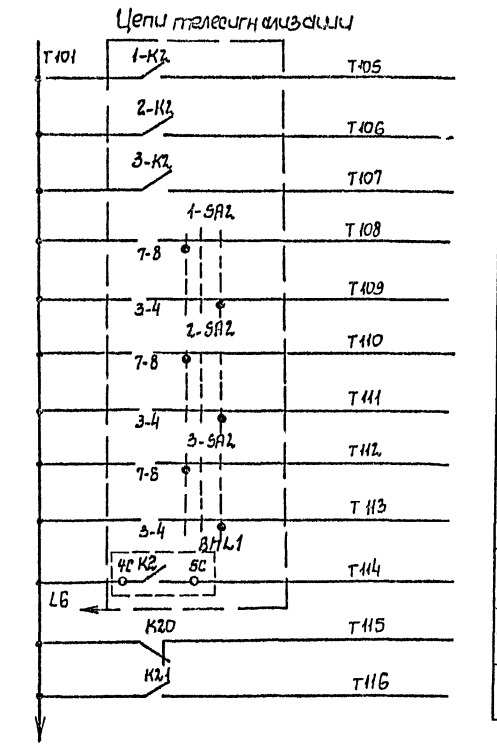 Цепи телесигнализации
Т101 1-К2 Т105
2-К2 Т106
3-К2 Т107
1-SA2 Т108
7-8
Т109
3-4
2-SA2 Т110
7-8
Т111
3-4
3-SA2 Т112
7-8
Т113
3-4
BHL1
4С К2 5С Т114
L6
К20 Т115
К21 Т116